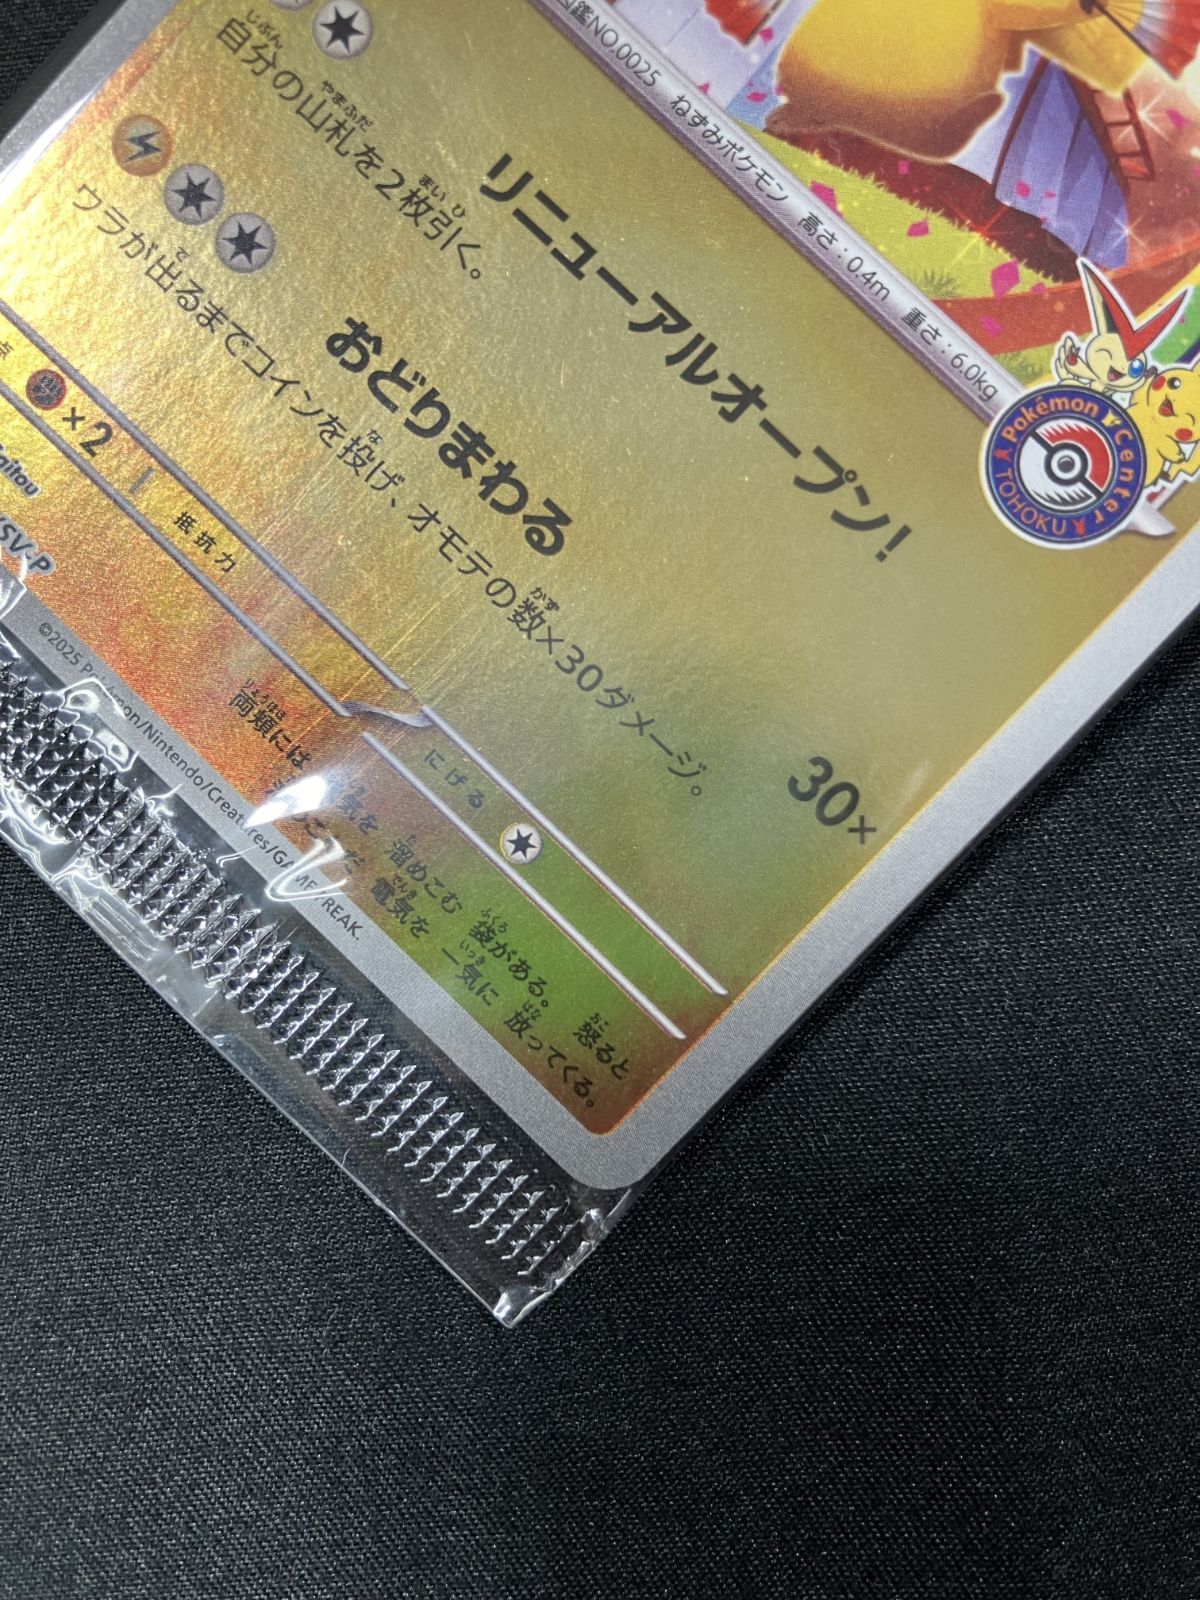 図鑑NO.0025 ねずみポケモン 高さ：0.4m 重さ：6.0kg
Pokémon Center
TOHOKU
リニューアルオープン！
自分の山札を2枚引く。
おどりまわる 30×
ウラが出るまでコインを投げ、オモテの数×30ダメージ。
点 ×2 抵抗力 にげる
両頬には 電気を 溜めこむ 袋がある。 怒ると
電気を 一気に 放ってくる。
aitou
SV-P
©2025 Pokémon/Nintendo/Creatures/GAME FREAK.